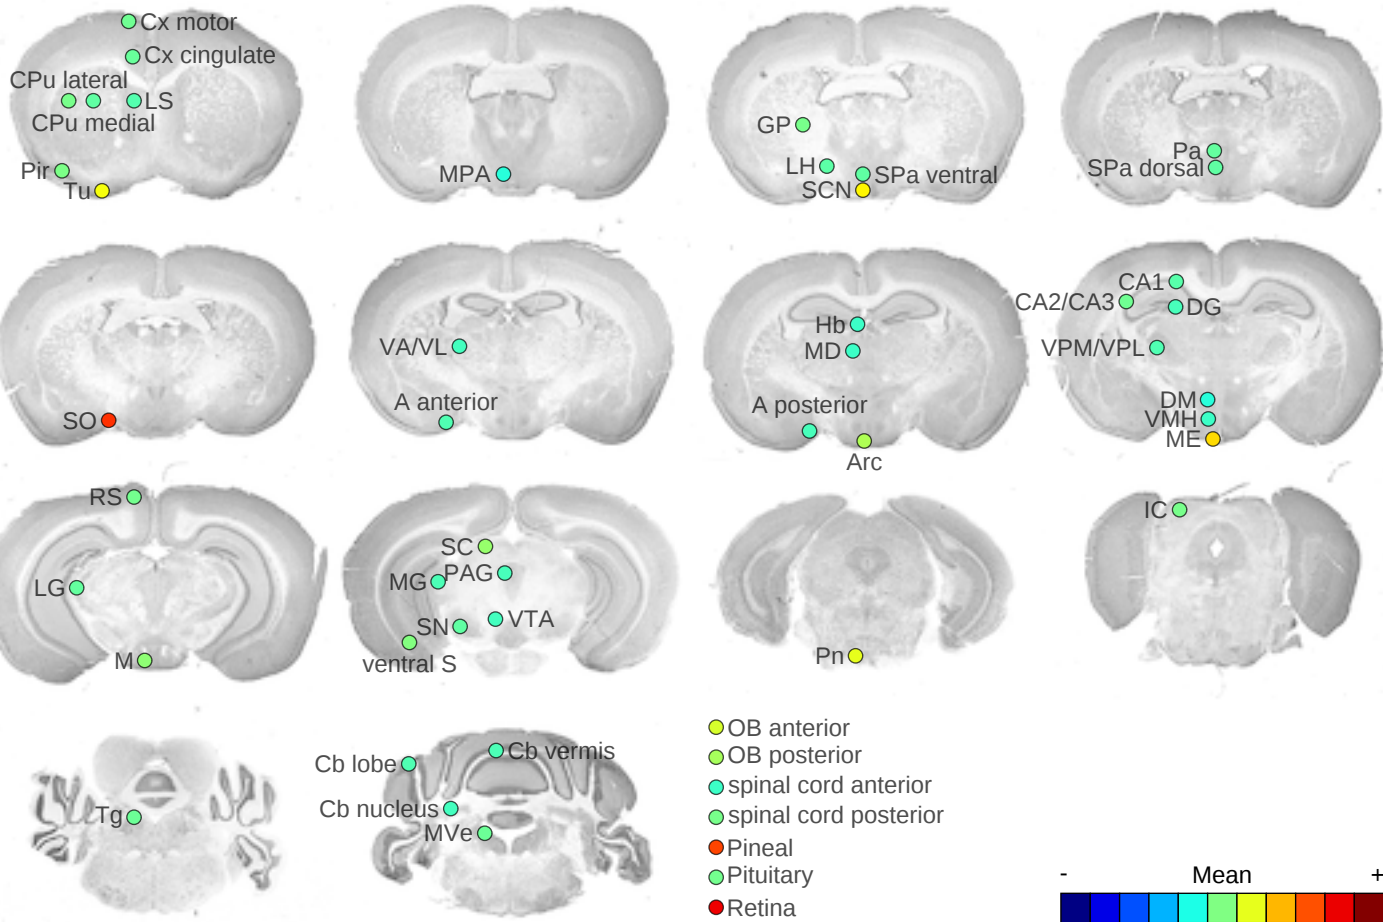 Cx motor
Cx cingulate
CPu lateral
LS
CPu medial
Pir
Tu
MPA
GP
LH
SPa ventral
SCN
Pa
SPa dorsal
SO
VA/VL
A anterior
Hb
MD
A posterior
Arc
CA1
CA2/CA3
DG
VPM/VPL
DM
VMH
ME
RS
LG
M
SC
PAG
MG
VTA
SN
ventral S
Pn
IC
Tg
Cb vermis
Cb lobe
Cb nucleus
MVe
OB anterior
OB posterior
spinal cord anterior
spinal cord posterior
Pineal
Pituitary
Retina
- Mean +